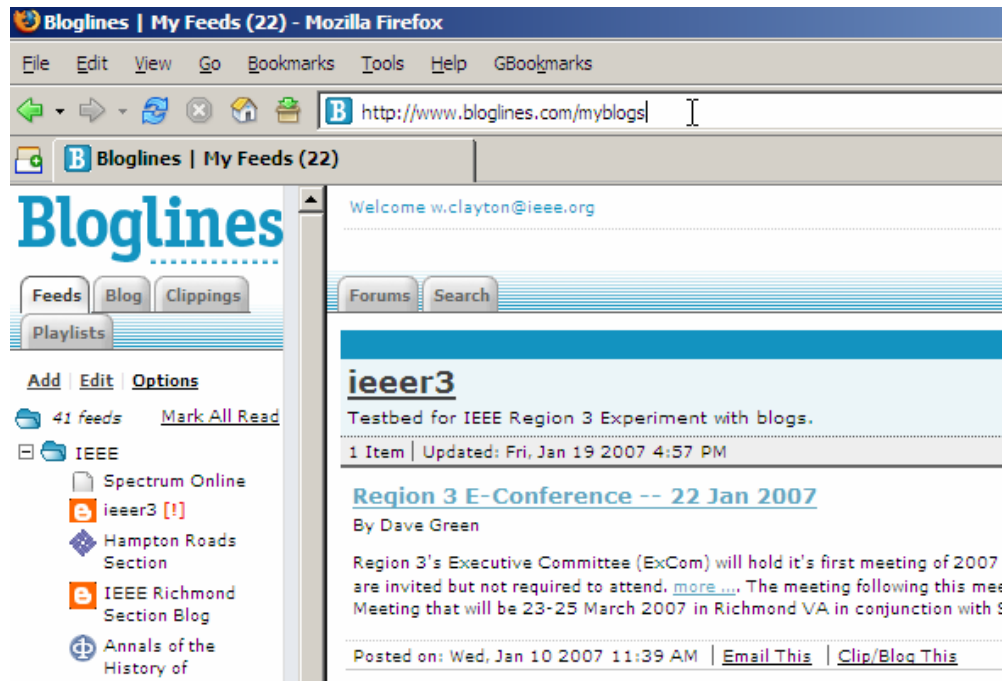 Bloglines | My Feeds (22) - Mozilla Firefox
File Edit View Go Bookmarks Tools Help GBookmarks
B http://www.bloglines.com/myblogs
B Bloglines | My Feeds (22)
Bloglines
Feeds Blog Clippings
Playlists
Add | Edit | Options
41 feeds Mark All Read
IEEE
Spectrum Online
ieeer3 [!]
Hampton Roads
Section
IEEE Richmond
Section Blog
Annals of the
History of
Welcome w.clayton@ieee.org
Forums Search
ieeer3
Testbed for IEEE Region 3 Experiment with blogs.
1 Item | Updated: Fri, Jan 19 2007 4:57 PM
Region 3 E-Conference -- 22 Jan 2007
By Dave Green
Region 3's Executive Committee (ExCom) will hold it's first meeting of 2007
are invited but not required to attend. more .... The meeting following this mee
Meeting that will be 23-25 March 2007 in Richmond VA in conjunction with S
Posted on: Wed, Jan 10 2007 11:39 AM | Email This | Clip/Blog This